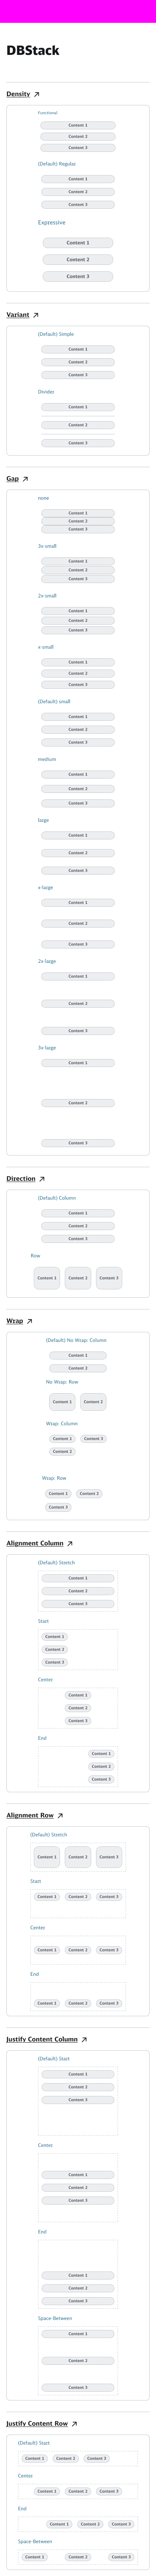 DBStack
Density
Functional
Content 1
Content 2
Content 3
(Default) Regular
Content 1
Content 2
Content 3
Expressive
Content 1
Content 2
Content 3
Variant
(Default) Simple
Content 1
Content 2
Content 3
Divider
Content 1
Content 2
Content 3
Gap
none
Content 1
Content 2
Content 3
3x-small
Content 1
Content 2
Content 3
2x-small
Content 1
Content 2
Content 3
x-small
Content 1
Content 2
Content 3
(Default) small
Content 1
Content 2
Content 3
medium
Content 1
Content 2
Content 3
large
Content 1
Content 2
Content 3
x-large
Content 1
Content 2
Content 3
2x-large
Content 1
Content 2
Content 3
3x-large
Content 1
Content 2
Content 3
Direction
(Default) Column
Content 1
Content 2
Content 3
Row
Content 1 Content 2 Content 3
Wrap
(Default) No Wrap: Column
Content 1
Content 2
No Wrap: Row
Content 1 Content 2
Wrap: Column
Content 1 Content 3
Content 2
Wrap: Row
Content 1 Content 2
Content 3
Alignment Column
(Default) Stretch
Content 1
Content 2
Content 3
Start
Content 1
Content 2
Content 3
Center
Content 1
Content 2
Content 3
End
Content 1
Content 2
Content 3
Alignment Row
(Default) Stretch
Content 1 Content 2 Content 3
Start
Content 1 Content 2 Content 3
Center
Content 1 Content 2 Content 3
End
Content 1 Content 2 Content 3
Justify Content Column
(Default) Start
Content 1
Content 2
Content 3
Center
Content 1
Content 2
Content 3
End
Content 1
Content 2
Content 3
Space-Between
Content 1
Content 2
Content 3
Justify Content Row
(Default) Start
Content 1 Content 2 Content 3
Center
Content 1 Content 2 Content 3
End
Content 1 Content 2 Content 3
Space-Between
Content 1 Content 2 Content 3